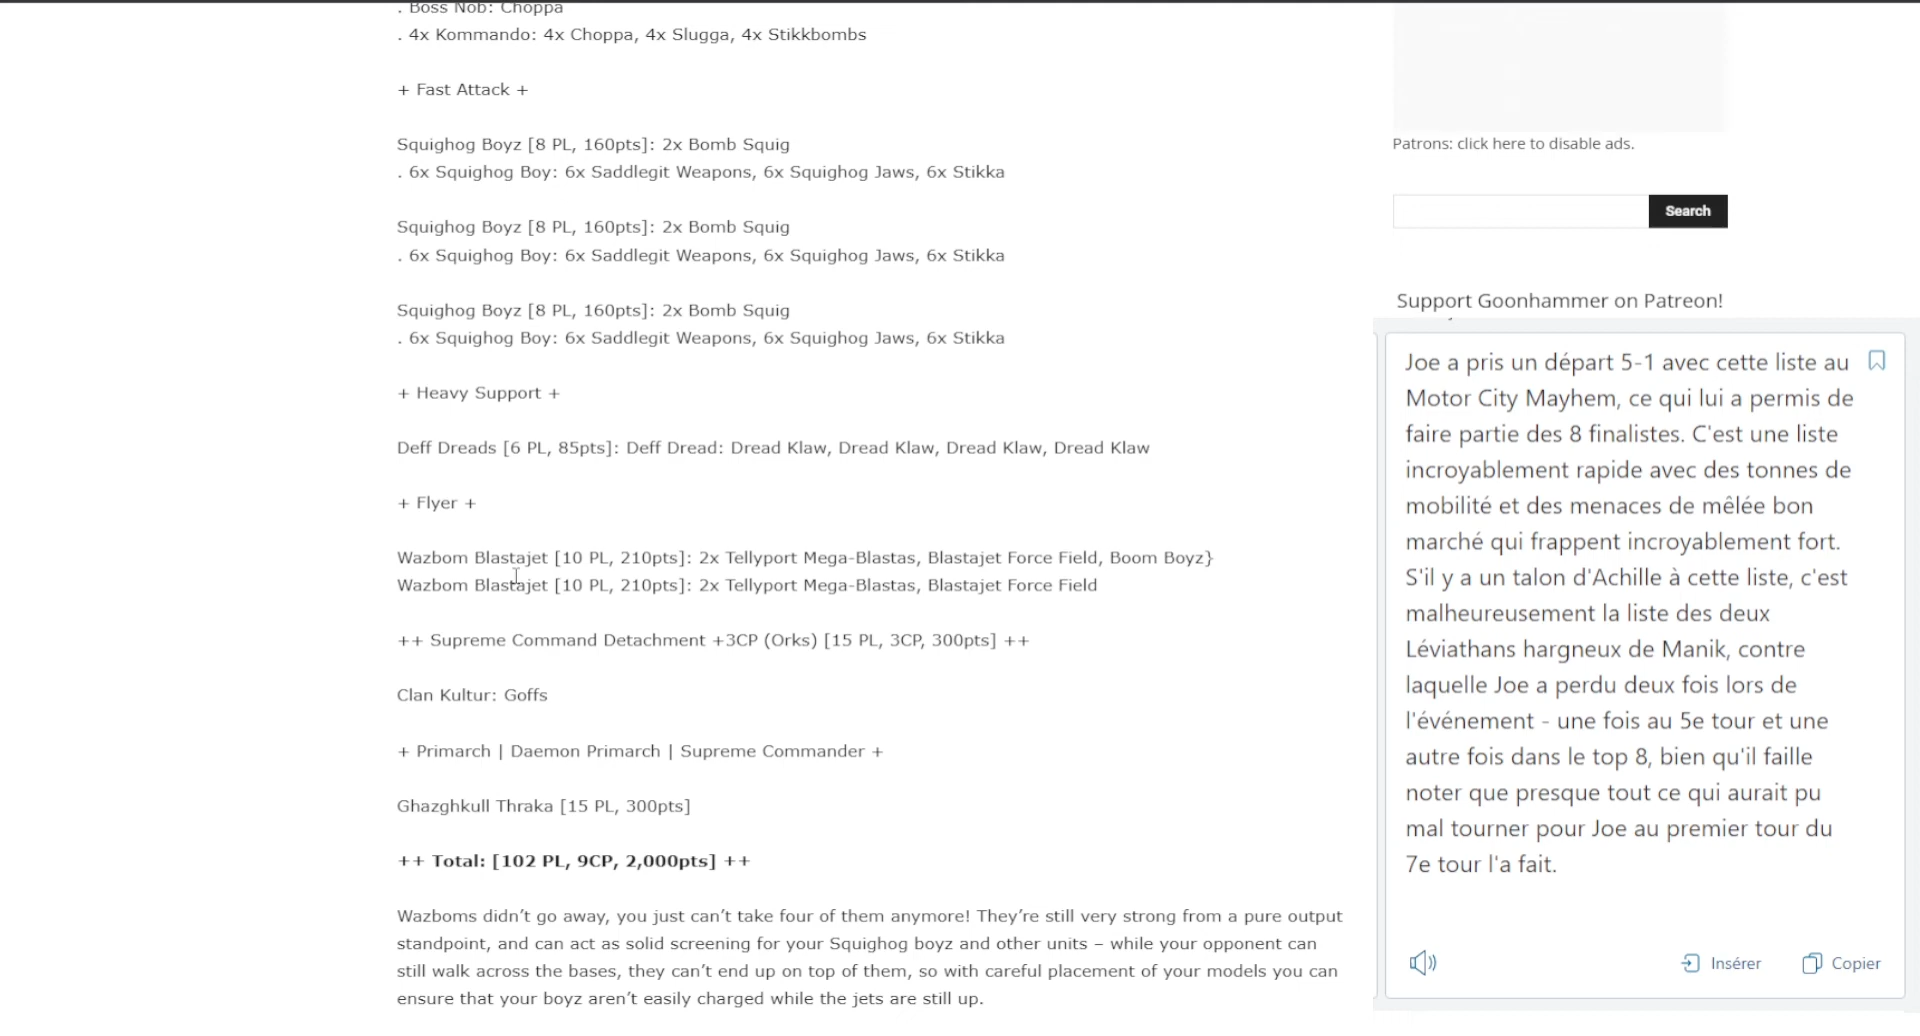 . Boss Nob: Choppa
. 4x Kommando: 4x Choppa, 4x Slugga, 4x Stikkbombs
+ Fast Attack +
Squighog Boyz [8 PL, 160pts]: 2x Bomb Squig
. 6x Squighog Boy: 6x Saddlegit Weapons, 6x Squighog Jaws, 6x Stikka
Squighog Boyz [8 PL, 160pts]: 2x Bomb Squig
. 6x Squighog Boy: 6x Saddlegit Weapons, 6x Squighog Jaws, 6x Stikka
Squighog Boyz [8 PL, 160pts]: 2x Bomb Squig
. 6x Squighog Boy: 6x Saddlegit Weapons, 6x Squighog Jaws, 6x Stikka
+ Heavy Support +
Deff Dreads [6 PL, 85pts]: Deff Dread: Dread Klaw, Dread Klaw, Dread Klaw, Dread Klaw
+ Flyer +
Wazbom Blastajet [10 PL, 210pts]: 2x Tellyport Mega-Blastas, Blastajet Force Field, Boom Boyz}
Wazbom Blastajet [10 PL, 210pts]: 2x Tellyport Mega-Blastas, Blastajet Force Field
++ Supreme Command Detachment +3CP (Orks) [15 PL, 3CP, 300pts] ++
Clan Kultur: Goffs
+ Primarch | Daemon Primarch | Supreme Commander +
Ghazghkull Thraka [15 PL, 300pts]
++ Total: [102 PL, 9CP, 2,000pts] ++
Wazboms didn’t go away, you just can’t take four of them anymore! They’re still very strong from a pure output
standpoint, and can act as solid screening for your Squighog boyz and other units – while your opponent can
still walk across the bases, they can’t end up on top of them, so with careful placement of your models you can
ensure that your boyz aren’t easily charged while the jets are still up.
Patrons: click here to disable ads.
Search
Support Goonhammer on Patreon!
Joe a pris un départ 5-1 avec cette liste au
Motor City Mayhem, ce qui lui a permis de
faire partie des 8 finalistes. C'est une liste
incroyablement rapide avec des tonnes de
mobilité et des menaces de mêlée bon
marché qui frappent incroyablement fort.
S'il y a un talon d'Achille à cette liste, c'est
malheureusement la liste des deux
Léviathans hargneux de Manik, contre
laquelle Joe a perdu deux fois lors de
l'événement - une fois au 5e tour et une
autre fois dans le top 8, bien qu'il faille
noter que presque tout ce qui aurait pu
mal tourner pour Joe au premier tour du
7e tour l'a fait.
Insérer
Copier